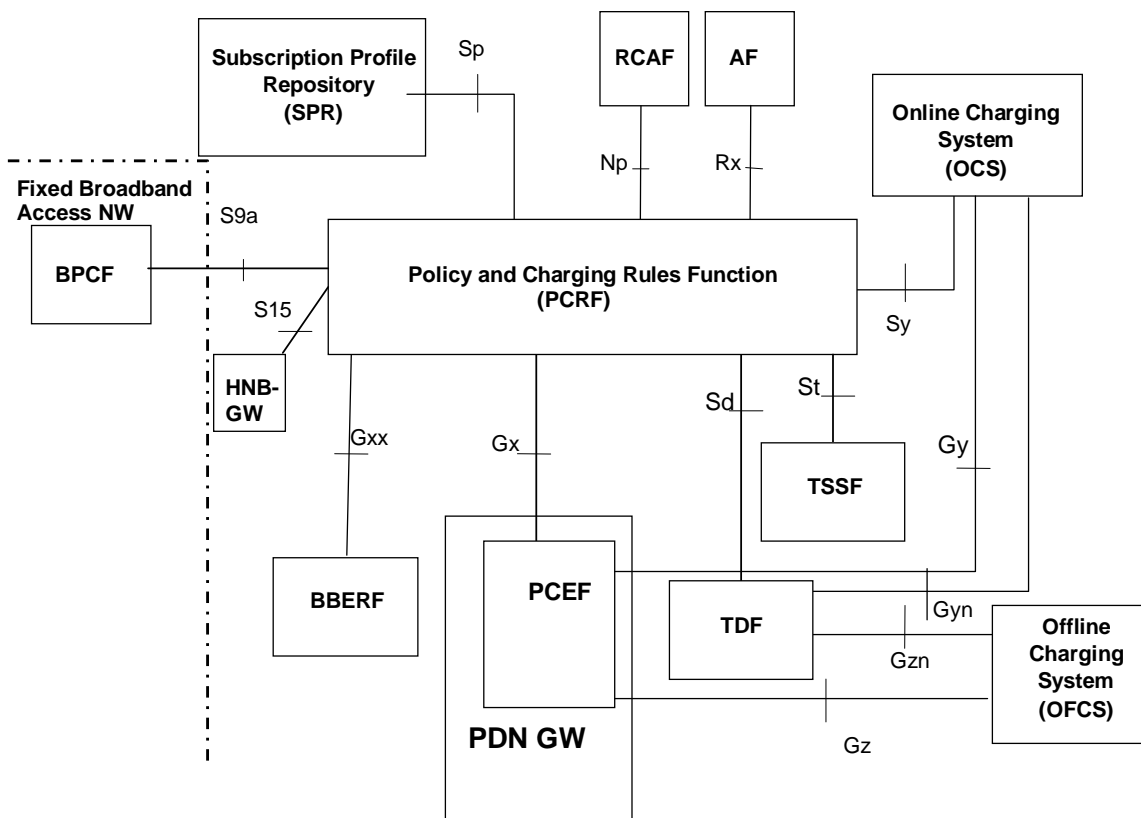 Subscription Profile
Repository
(SPR)
Sp
RCAF
AF
Online Charging
System
(OCS)
Np
Rx
Fixed Broadband
Access NW
S9a
BPCF
Policy and Charging Rules Function
(PCRF)
S15
Sy
HNB-
GW
Gxx
Gx
Sd
St
Gy
TSSF
BBERF
PCEF
TDF
Gyn
Gzn
Offline
Charging
System
(OFCS)
PDN GW
Gz